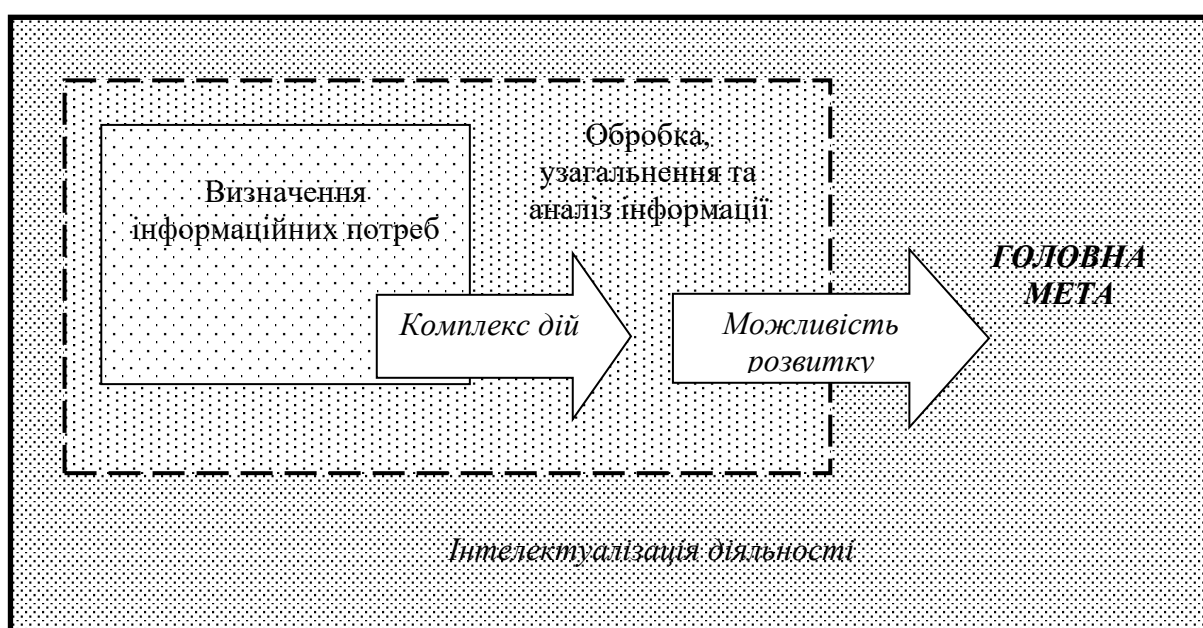 Визначення
інформаційних потреб
Обробка,
узагальнення та
аналіз інформації
Комплекс дій
Можливість
розвитку
ГОЛОВНА
МЕТА
Інтелектуалізація діяльності